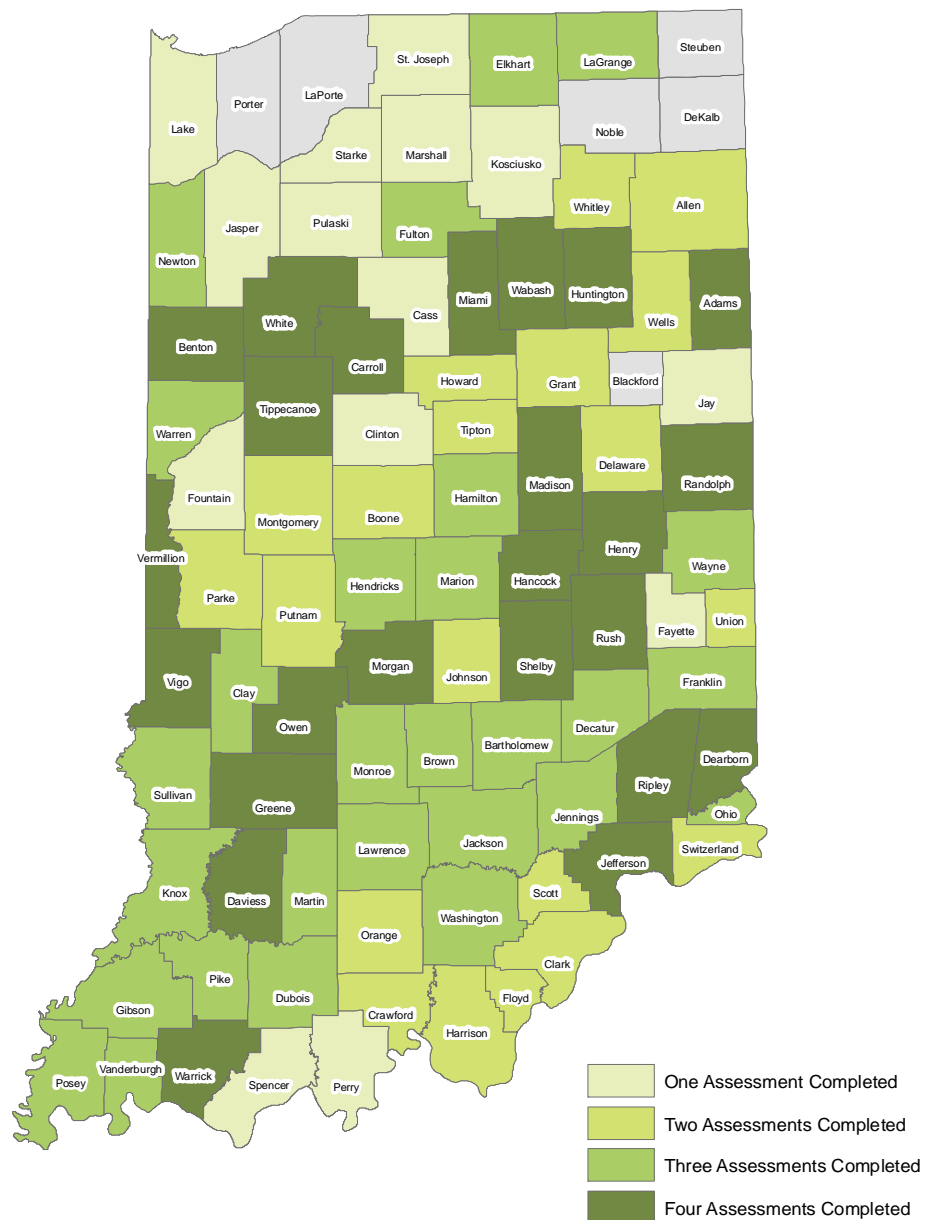 Steuben
St. Joseph
Elkhart
LaGrange
LaPorte
Porter
DeKalb
Lake
Noble
Starke
Marshall
Kosciusko
Whitley
Allen
Jasper
Pulaski
Fulton
Newton
Miami
Wabash
Huntington
Adams
White
Cass
Wells
Benton
Carroll
Howard
Grant
Blackford
Jay
Tippecanoe
Warren
Clinton
Tipton
Delaware
Randolph
Madison
Fountain
Hamilton
Montgomery
Boone
Henry
Vermillion
Wayne
Hendricks
Marion
Hancock
Parke
Putnam
Union
Fayette
Rush
Morgan
Shelby
Johnson
Vigo
Franklin
Clay
Owen
Decatur
Bartholomew
Dearborn
Brown
Monroe
Ripley
Sullivan
Greene
Ohio
Jennings
Jackson
Switzerland
Lawrence
Jefferson
Knox
Scott
Daviess
Martin
Washington
Orange
Clark
Pike
Dubois
Floyd
Gibson
Crawford
Harrison
Vanderburgh
Warrick
Posey
Spencer
Perry
One Assessment Completed
Two Assessments Completed
Three Assessments Completed
Four Assessments Completed